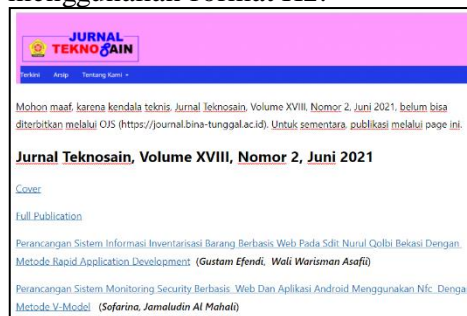 menggunakan format H2.
JURNAL
TEKNOSAIN
Terkini Arsip Tentang Kami
Mohon maaf, karena kendala teknis, Jurnal Teknosain, Volume XVIII, Nomor 2, Juni 2021, belum bisa
diterbitkan melalui OJS (https://journal.bina-tunggal.ac.id). Untuk sementara, publikasi melalui page ini.
Jurnal Teknosain, Volume XVIII, Nomor 2, Juni 2021
Cover
Full Publication
Perancangan Sistem Informasi Inventarisasi Barang Berbasis Web Pada Sdit Nurul Qolbi Bekasi Dengan
Metode Rapid Application Development (Gustam Efendi, Wali Warisman Asafii)
Perancangan Sistem Monitoring Security Berbasis Web Dan Aplikasi Android Menggunakan Nfc Denga
Metode V-Model (Sofarina, Jamaludin Al Mahali)